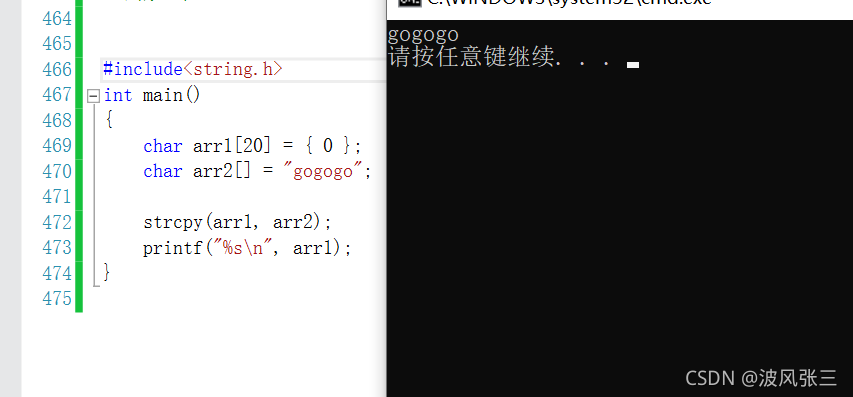 464
465
466 #include<string.h>
467 int main()
468 {
469 char arr1[20] = { 0 };
470 char arr2[] = "gogogo";
471
472 strcpy(arr1, arr2);
473 printf("%s\n", arr1);
474 }
475
C:\WINDOWS\system32\cmd.exe
gogogo
请按任意键继续. . .
CSDN @波风张三